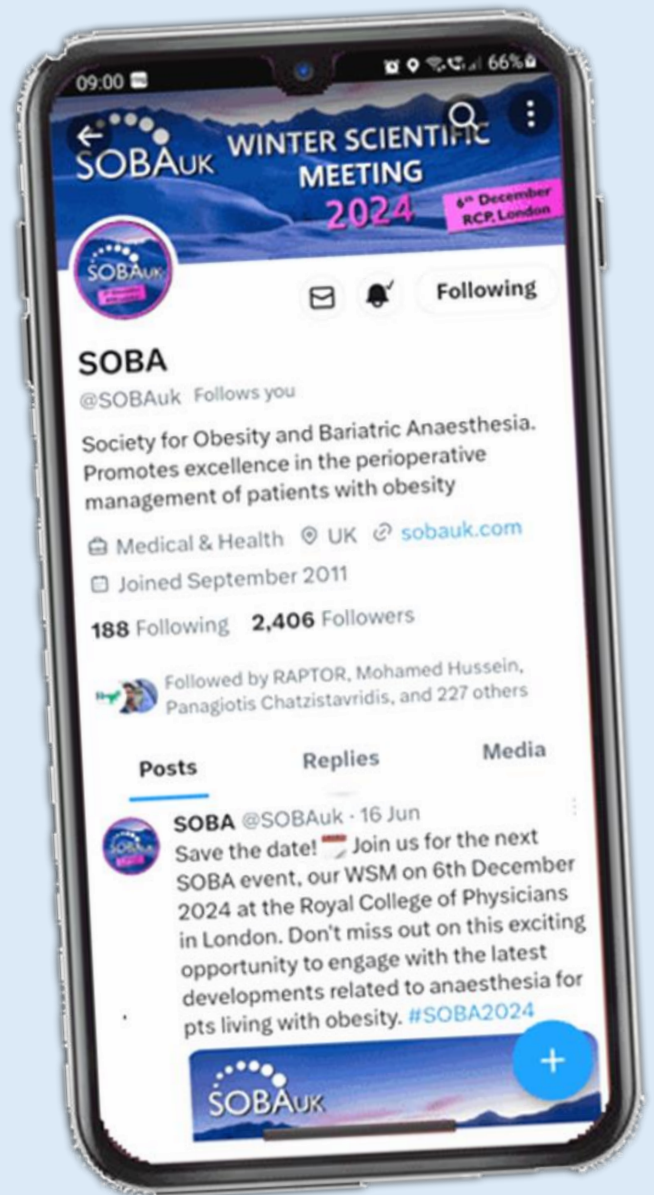 09:00
66%
SOBAUK
WINTER SCIENTIFIC
MEETING
2024
6th December
RCP, London
SOBAUK
Following
SOBA
@SOBAuk Follows you
Society for Obesity and Bariatric Anaesthesia.
Promotes excellence in the perioperative
management of patients with obesity
Medical & Health UK sobauk.com
Joined September 2011
188 Following 2,406 Followers
Followed by RAPTOR, Mohamed Hussein,
Panagiotis Chatzistavridis, and 227 others
Posts Replies Media
SOBA @SOBAuk · 16 Jun
Save the date! Join us for the next
SOBA event, our WSM on 6th December
2024 at the Royal College of Physicians
in London. Don't miss out on this exciting
opportunity to engage with the latest
developments related to anaesthesia for
pts living with obesity. #SOBA2024
SOBAUK